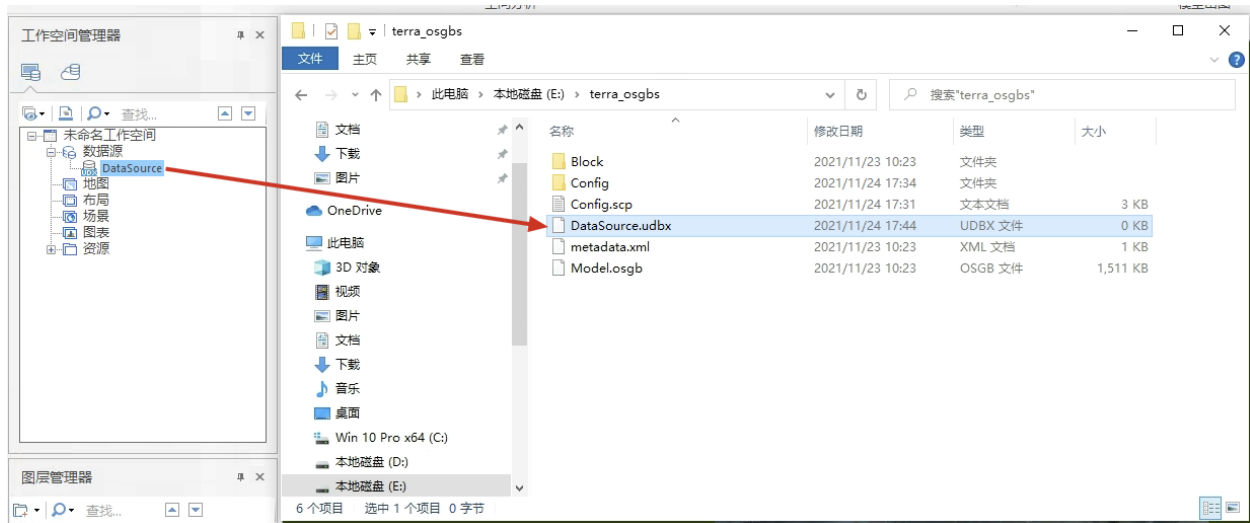 空间分析
模型出图
工作空间管理器
查找...
未命名工作空间
数据源
DataSource
地图
布局
场景
图表
资源
图层管理器
查找...
terra_osgbs
文件 主页 共享 查看
此电脑 › 本地磁盘 (E:) › terra_osgbs
搜索"terra_osgbs"
文档
下载
图片
OneDrive
此电脑
3D 对象
视频
图片
文档
下载
音乐
桌面
Win 10 Pro x64 (C:)
本地磁盘 (D:)
本地磁盘 (E:)
名称 修改日期 类型 大小
Block 2021/11/23 10:23 文件夹
Config 2021/11/24 17:34 文件夹
Config.scp 2021/11/24 17:31 文本文档 3 KB
DataSource.udbx 2021/11/24 17:44 UDBX 文件 0 KB
metadata.xml 2021/11/23 10:23 XML 文档 1 KB
Model.osgb 2021/11/23 10:23 OSGB 文件 1,511 KB
6 个项目 选中 1 个项目 0 字节